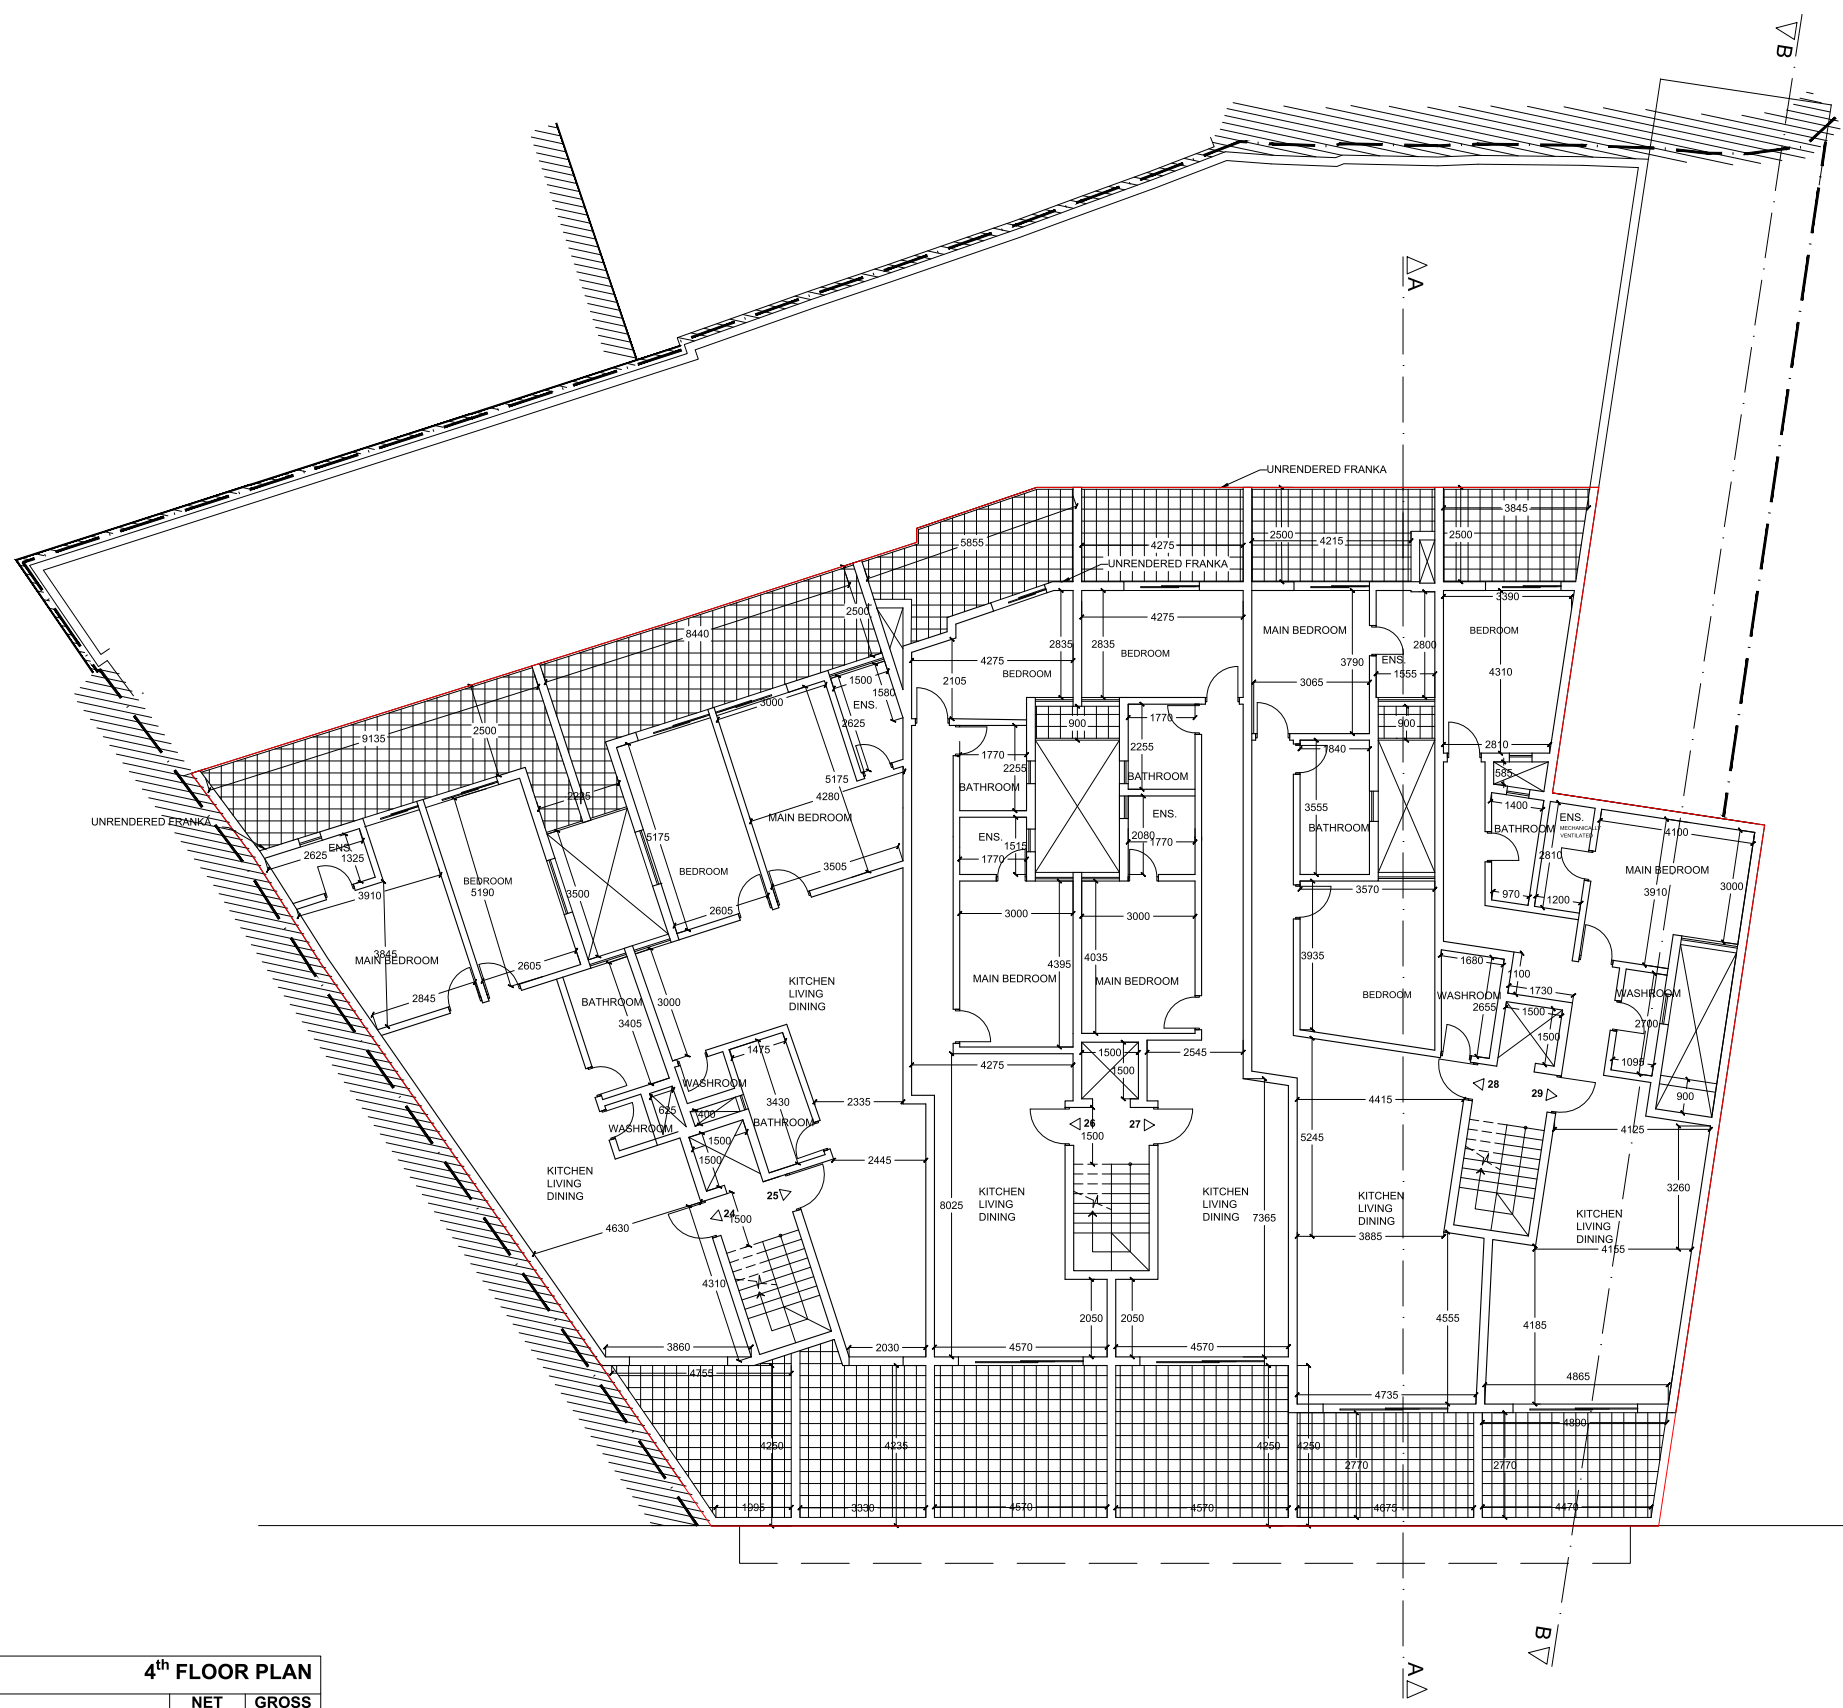 B
A
UNRENDERED FRANKA
3845
2500
4215
2500
5855
4275
UNRENDERED FRANKA
3390
2500
8440
4275
MAIN BEDROOM
BEDROOM
2835
2835
2800
BEDROOM
3790
ENS.
4275
BEDROOM
4310
1555
2105
3065
1500
1580
ENS.
3000
2625
900
1770
900
9135
2500
2810
1770
2255
2255
1840
585
5175
4280
BATHROOM
BATHROOM
2295
1400
3555
ENS.
MECHANICALLY
VENTILATED
4100
MAIN BEDROOM
ENS.
UNRENDERED FRANKA
BATHROOM
BATHROOM
5175
ENS.
1515
2080
1770
ENS.
2625
1325
2810
1770
3505
BEDROOM
MAIN BEDROOM
BEDROOM
5190
3910
3500
3570
970
1200
3910
3000
2605
3000
3000
3845
MAIN BEDROOM
3935
2605
4395
4035
1680
1100
KITCHEN
LIVING
DINING
MAIN BEDROOM
MAIN BEDROOM
BEDROOM
WASHROOM
1730
WASHROOM
2845
BATHROOM
3000
2655
1500
3405
2700
1500
1475
1500
2545
4275
1500
1095
WASHROOM
28
29
900
3430
2335
625
400
4415
BATHROOM
WASHROOM
26
27
4125
1500
1500
5245
1500
2445
KITCHEN
LIVING
DINING
3260
25
KITCHEN
LIVING
DINING
KITCHEN
LIVING
DINING
KITCHEN
LIVING
DINING
8025
24
1500
7365
KITCHEN
LIVING
DINING
4630
3885
4155
4310
2050
2050
4555
4185
3860
2030
4570
4570
4755
4865
4735
4890
4250
4235
4250
4250
2770
2770
1995
3330
4570
4570
4675
4470
B
A
4th FLOOR PLAN
NET
GROSS